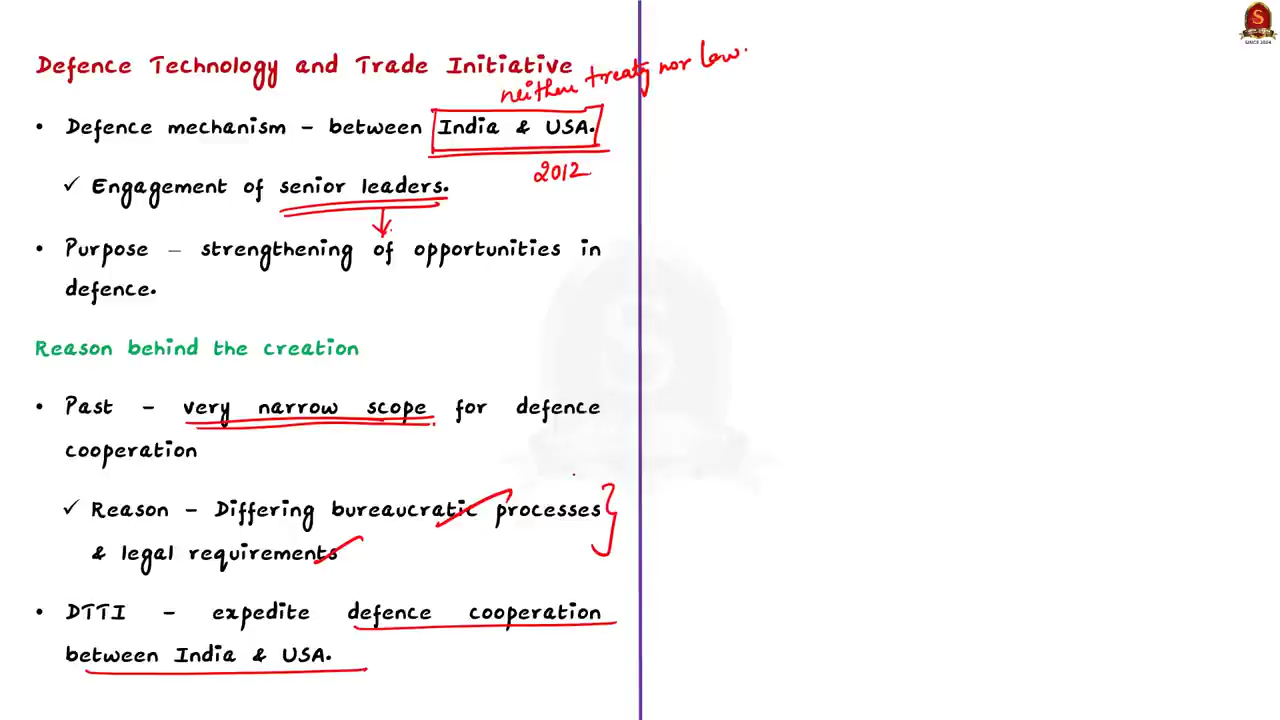 Defence Technology and Trade Initiative
neither treaty nor law.
• Defence mechanism – between India & USA.
2012
✓ Engagement of senior leaders.
• Purpose – strengthening of opportunities in
defence.
Reason behind the creation
• Past – very narrow scope for defence
cooperation
✓ Reason – Differing bureaucratic processes
& legal requirements
• DTTI – expedite defence cooperation
between India & USA.
S
SINCE 2004